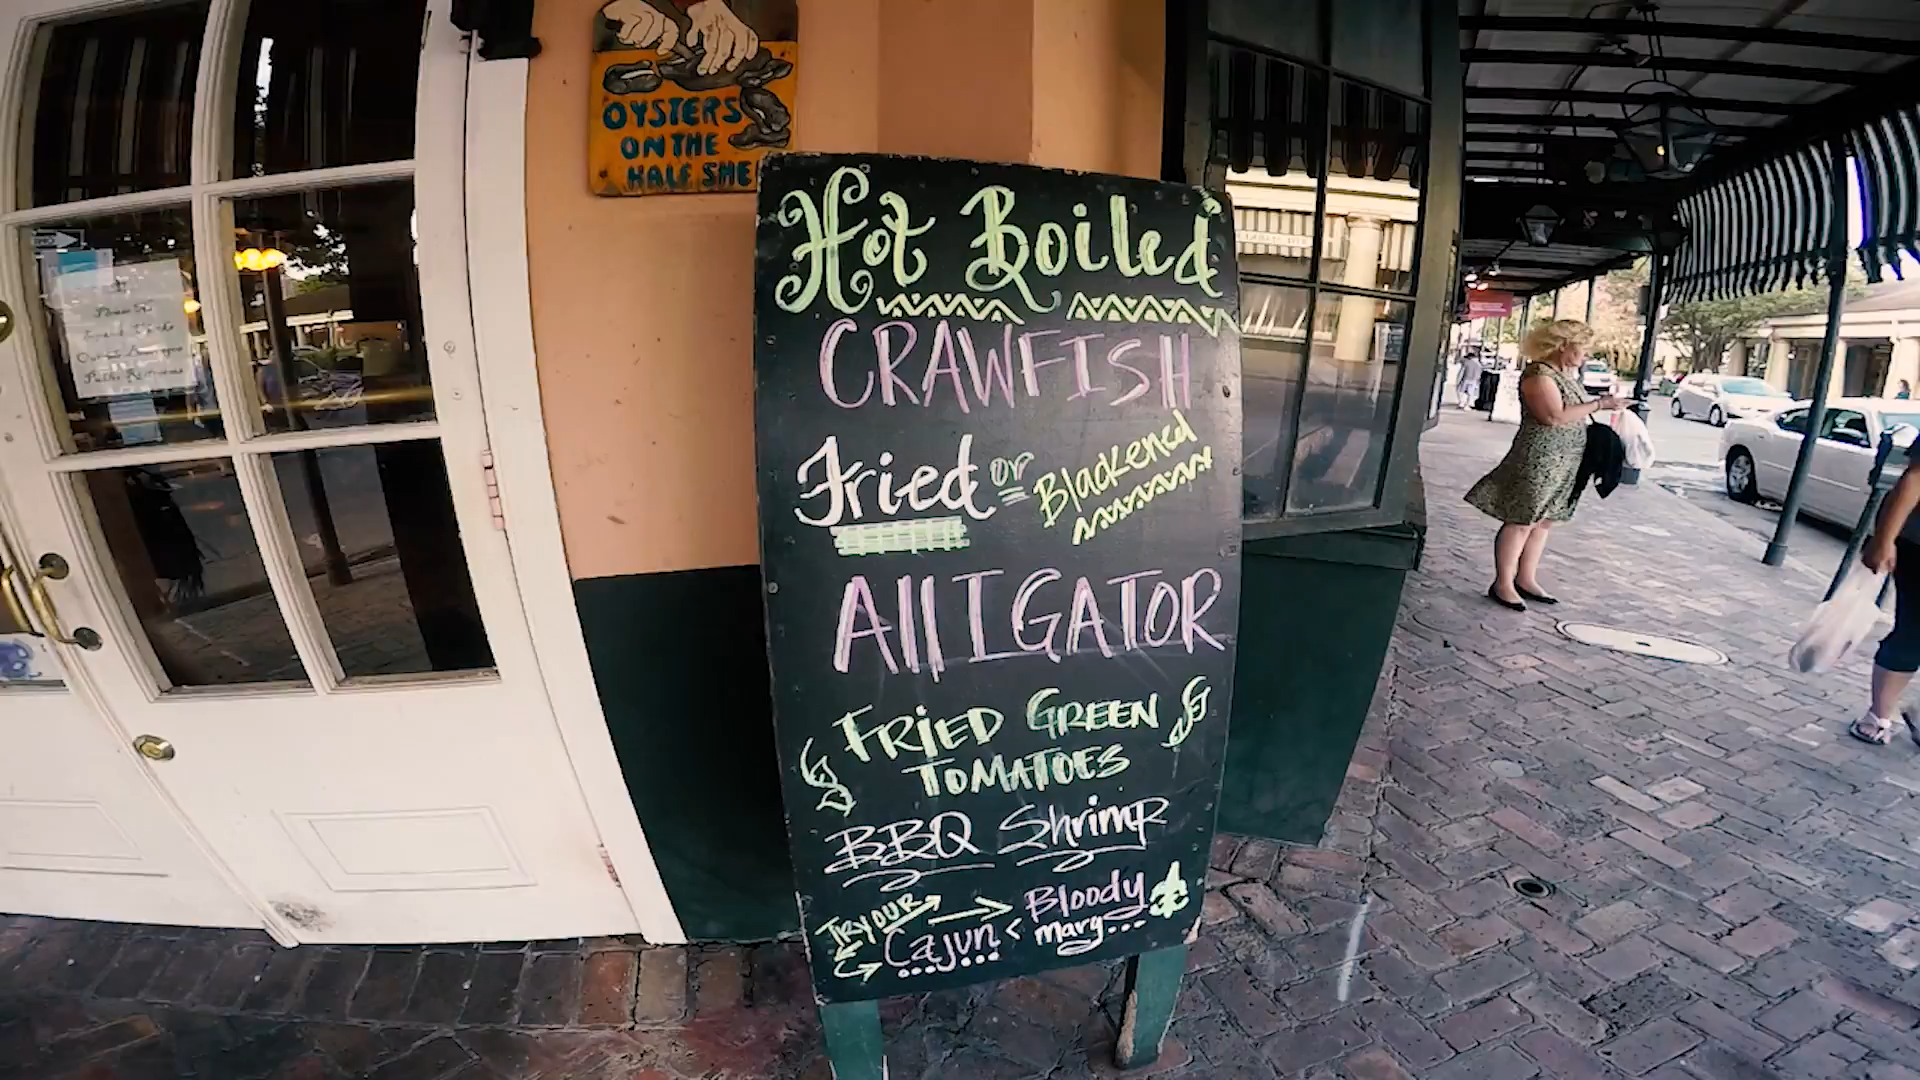 OYSTERS
ON THE
HALF SHE
Hot Boiled
CRAWFISH
Fried or Blackened
AllIGATOR
FRiED GREEN
TOMATOES
BBQ Shrimp
TRY OUR Bloody
Cajun mary...